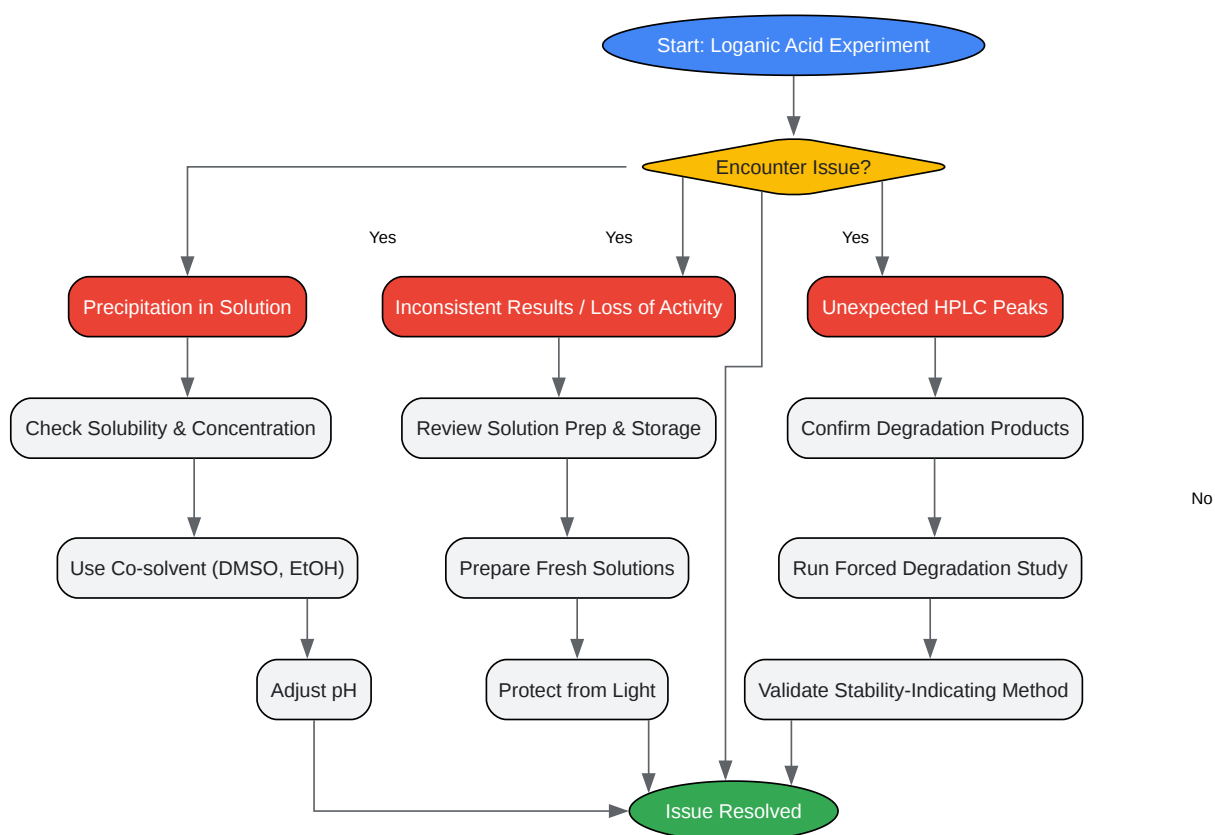 Start: Loganic Acid Experiment
Encounter Issue?
Yes
Yes
Yes
Precipitation in Solution
Inconsistent Results / Loss of Activity
Unexpected HPLC Peaks
Check Solubility & Concentration
Review Solution Prep & Storage
Confirm Degradation Products
No
Use Co-solvent (DMSO, EtOH)
Prepare Fresh Solutions
Run Forced Degradation Study
Adjust pH
Protect from Light
Validate Stability-Indicating Method
Issue Resolved